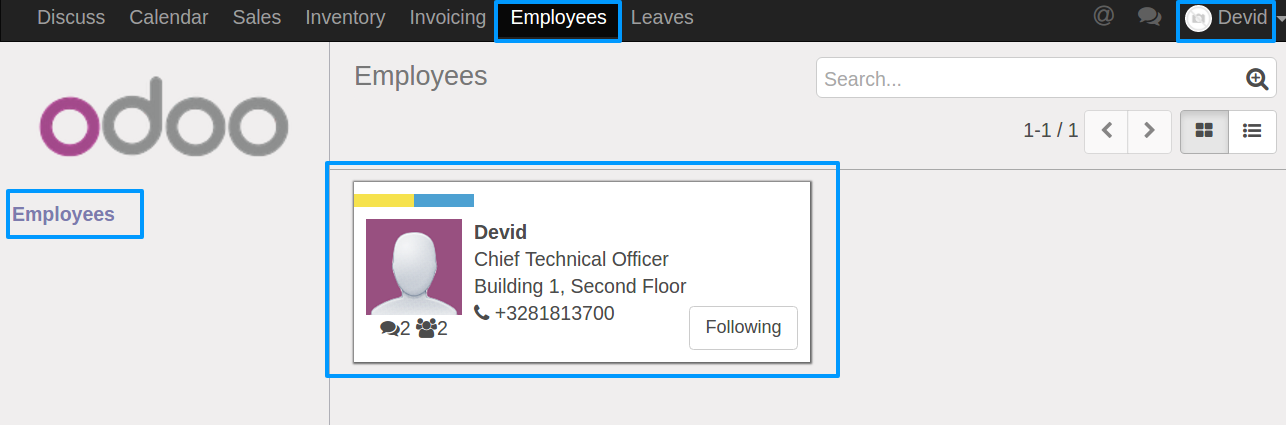 Discuss Calendar Sales Inventory Invoicing Employees Leaves @ Devid
odoo
Employees
Employees
Search...
1-1 / 1
Devid
Chief Technical Officer
Building 1, Second Floor
+3281813700
2 2
Following